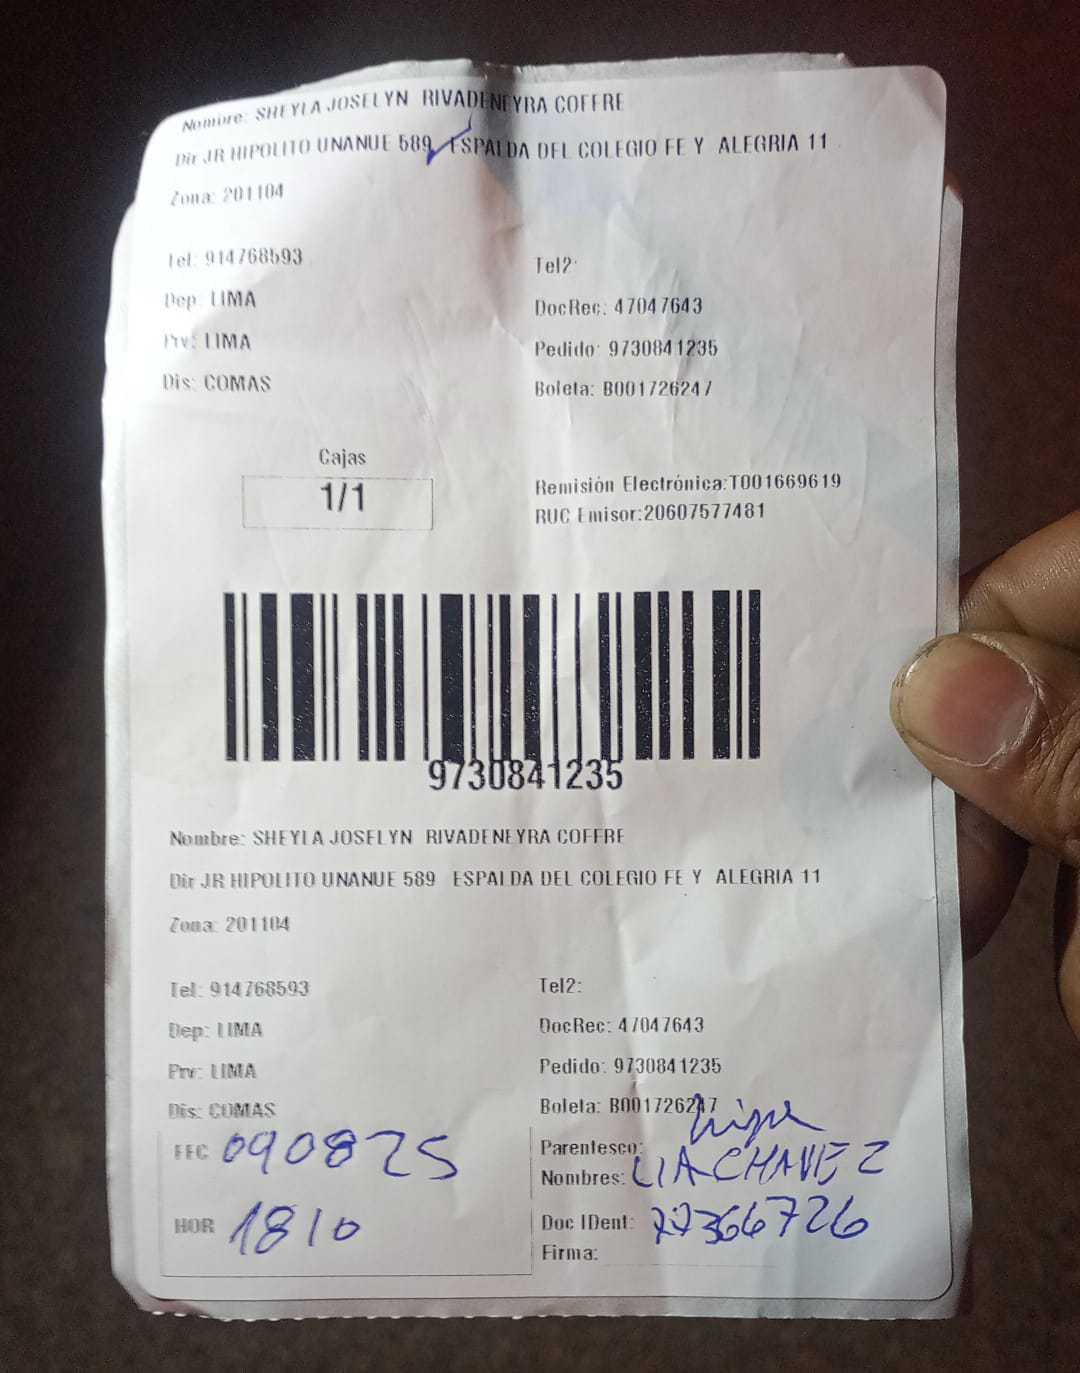 Nombre: SHEYLA JOSELYN RIVADENEYRA COFFRE
Dir JR HIPOLITO UNANUE 589 ESPALDA DEL COLEGIO FE Y ALEGRIA 11
Zona: 201104
Tel: 914768593
Tel2:
Dep: LIMA
DocRec: 47047643
Prv: LIMA
Pedido: 9730841235
Dis: COMAS
Boleta: B001726247
Cajas
1/1
Remisión Electrónica:T001669619
RUC Emisor:20607577481
9730841235
Nombre: SHEYLA JOSELYN RIVADENEYRA COFFRE
Dir JR HIPOLITO UNANUE 589 ESPALDA DEL COLEGIO FE Y ALEGRIA 11
Zona: 201104
Tel: 914768593
Tel2:
Dep: LIMA
DocRec: 47047643
Prv: LIMA
Pedido: 9730841235
Dis: COMAS
Boleta: B001726247
FEC 090825
Parentesco:
Nombres: LIA CHAVEZ
HOR 1810
Doc IDent: 77366726
Firma: